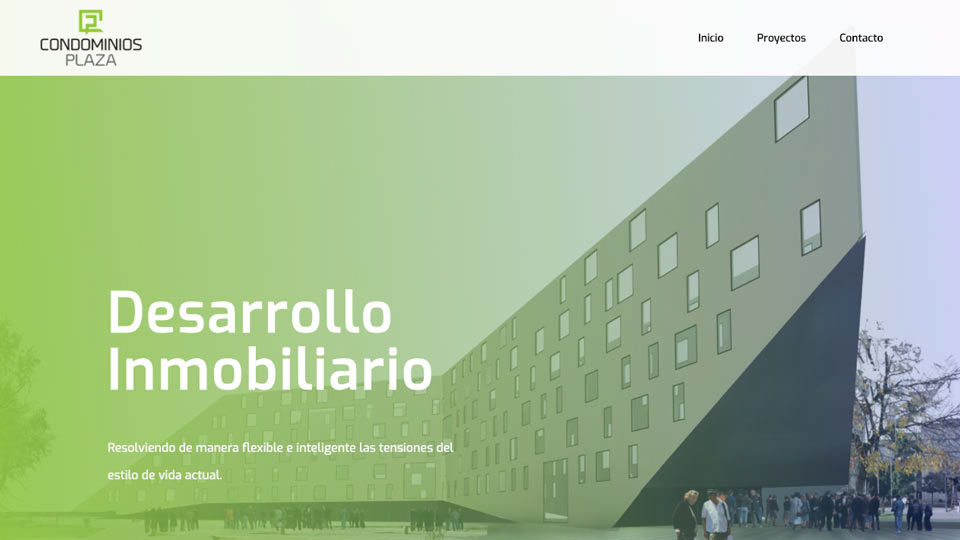 CONDOMINIOS
PLAZA
Inicio
Proyectos
Contacto
Desarrollo
Inmobiliario
Resolviendo de manera flexible e inteligente las tensiones del
estilo de vida actual.